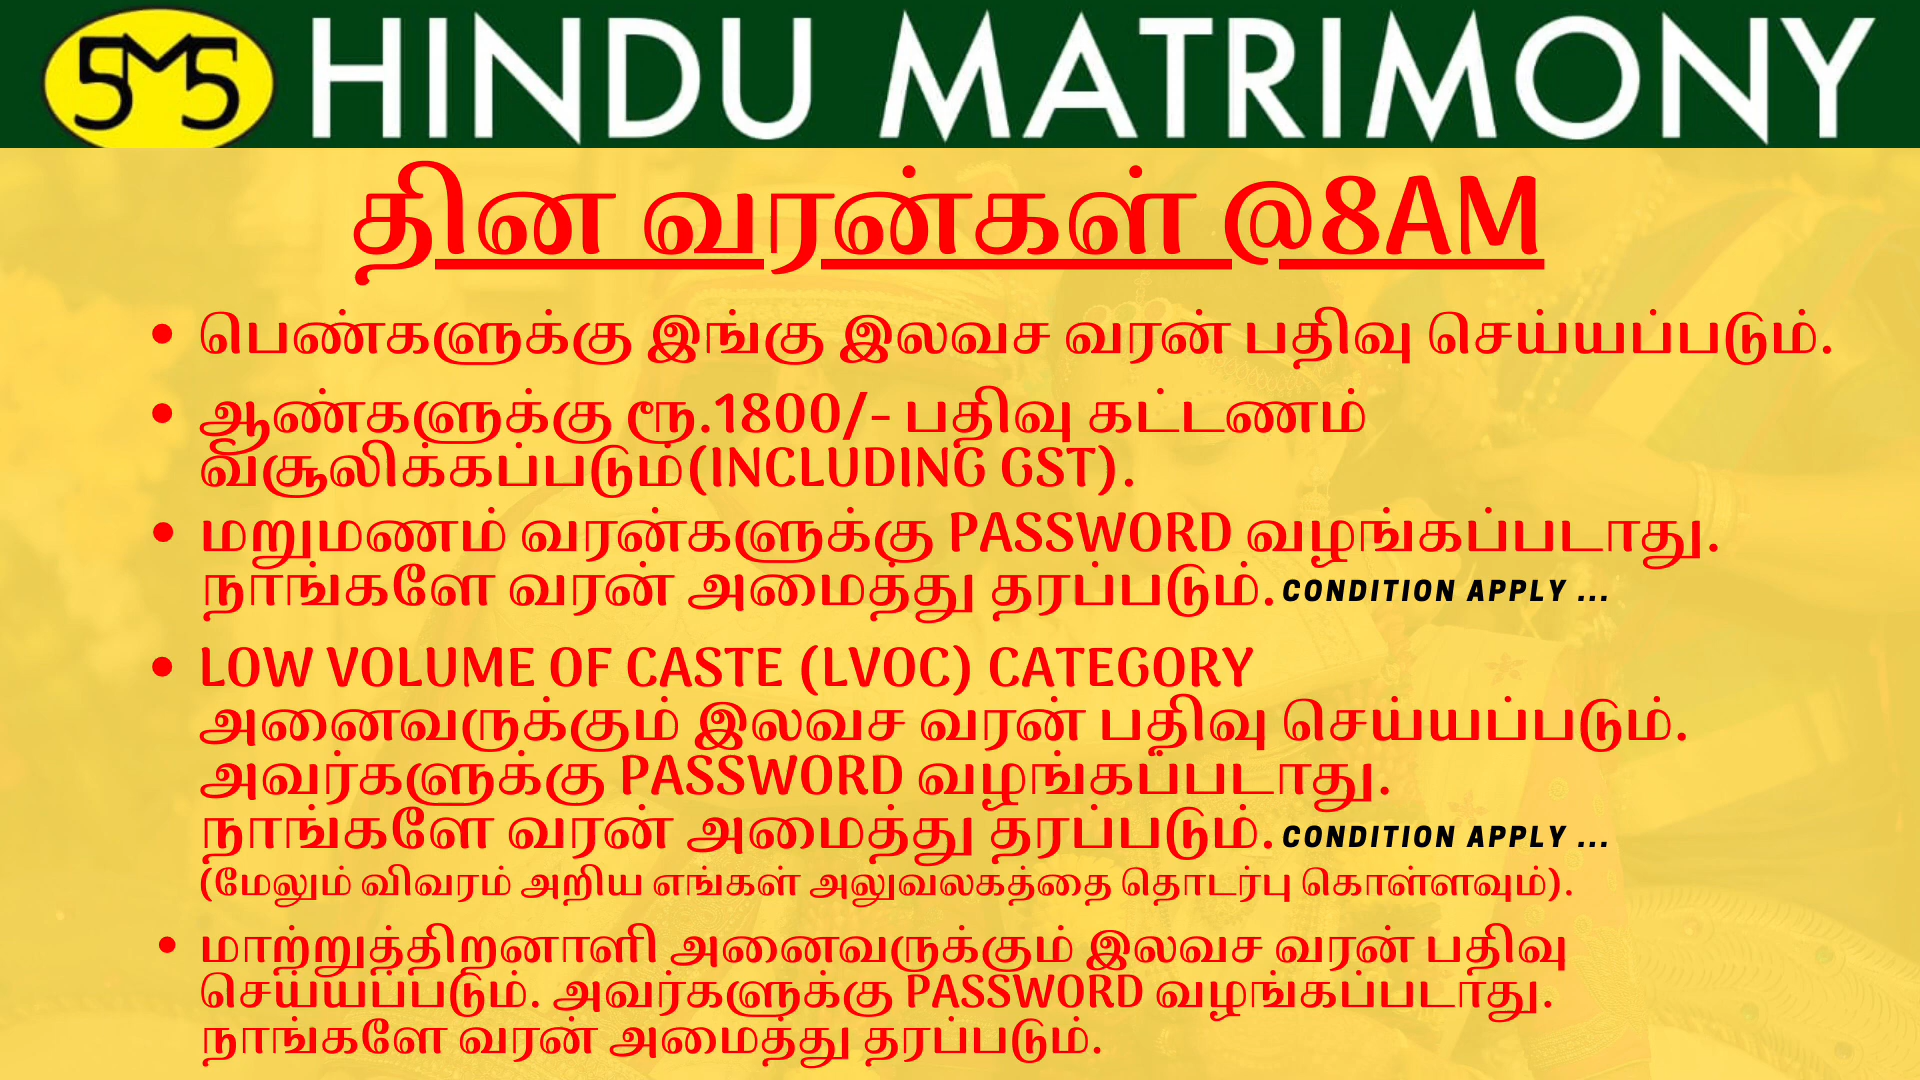 5M5 HINDU MATRIMONY
தின வரன்கள் @8AM
• பெண்களுக்கு இங்கு இலவச வரன் பதிவு செய்யப்படும்.
• ஆண்களுக்கு ரூ.1800/- பதிவு கட்டணம்
வசூலிக்கப்படும்(INCLUDING GST).
• மறுமணம் வரன்களுக்கு PASSWORD வழங்கப்படாது.
நாங்களே வரன் அமைத்து தரப்படும். CONDITION APPLY ...
• LOW VOLUME OF CASTE (LVOC) CATEGORY
அனைவருக்கும் இலவச வரன் பதிவு செய்யப்படும்.
அவர்களுக்கு PASSWORD வழங்கப்படாது.
நாங்களே வரன் அமைத்து தரப்படும். CONDITION APPLY ...
(மேலும் விவரம் அறிய எங்கள் அலுவலகத்தை தொடர்பு கொள்ளவும்).
• மாற்றுத்திறனாளி அனைவருக்கும் இலவச வரன் பதிவு
செய்யப்படும். அவர்களுக்கு PASSWORD வழங்கப்படாது.
நாங்களே வரன் அமைத்து தரப்படும்.